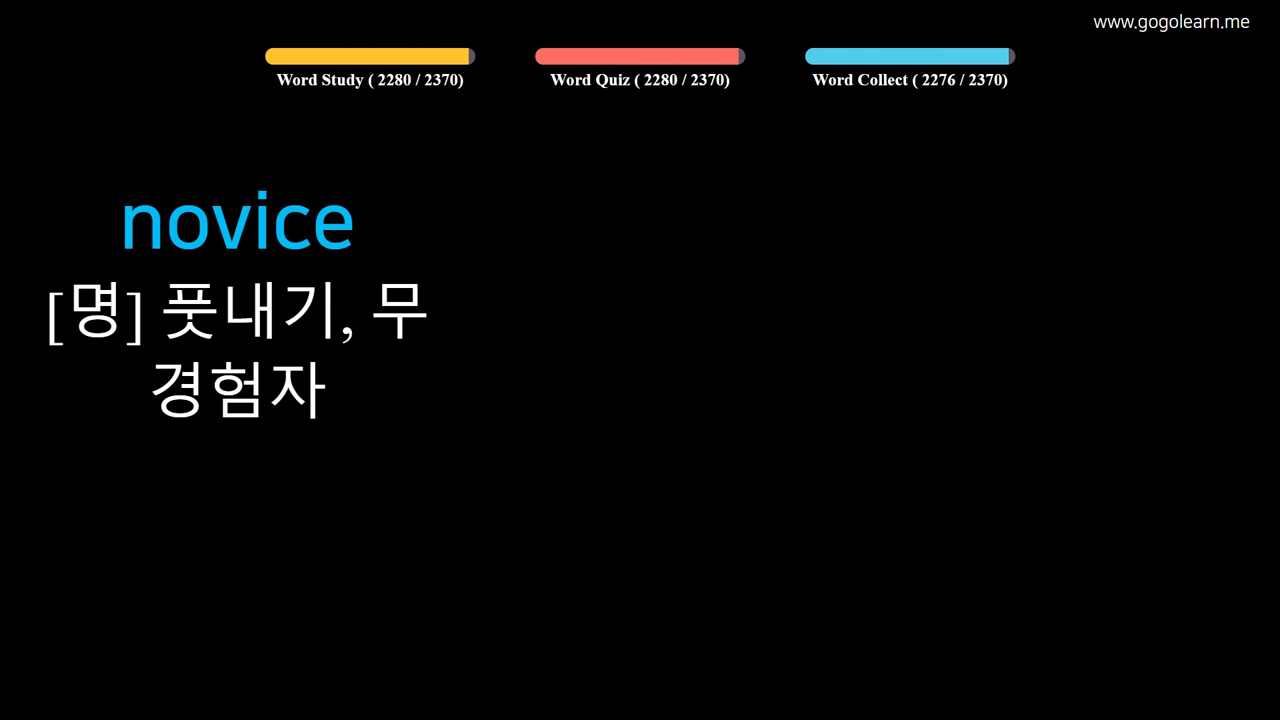 www.gogolearn.me
Word Study ( 2280 / 2370)
Word Quiz ( 2280 / 2370)
Word Collect ( 2276 / 2370)
novice
[명] 풋내기, 무
경험자